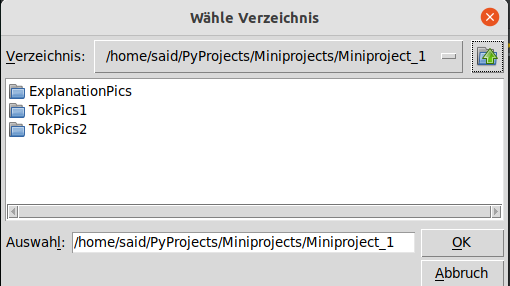 Wähle Verzeichnis
Verzeichnis: /home/said/PyProjects/Miniprojects/Miniproject_1
ExplanationPics
TokPics1
TokPics2
Auswahl: /home/said/PyProjects/Miniprojects/Miniproject_1 OK
Abbruch